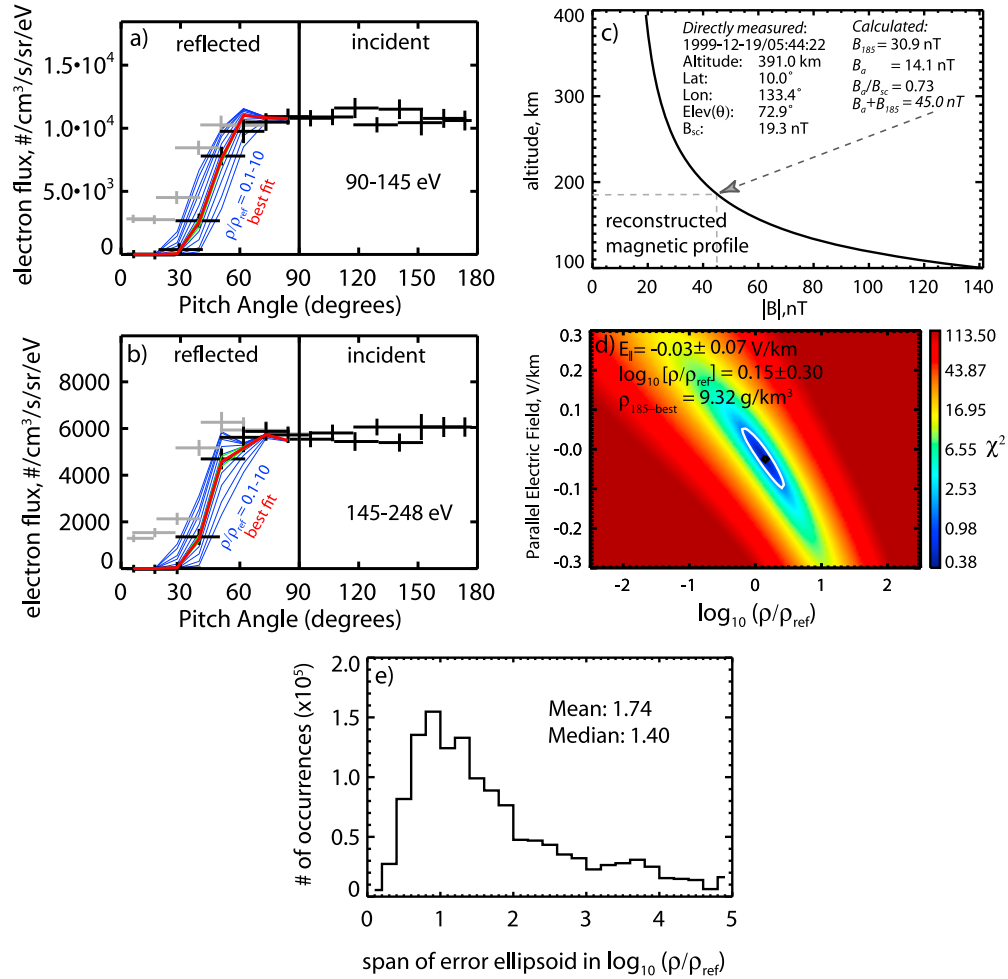 a)
reflected
incident
1.5•10⁴
1.0•10⁴
5.0•10³
0
electron flux, #/cm²/s/sr/eV
ρ/ρref = 0.1-10
best fit
90-145 eV
0 30 60 90 120 150 180
Pitch Angle (degrees)
b)
reflected
incident
8000
6000
4000
2000
0
electron flux, #/cm²/s/sr/eV
ρ/ρref = 0.1-10
best fit
145-248 eV
0 30 60 90 120 150 180
Pitch Angle (degrees)
c)
Directly measured:
1999-12-19/05:44:22
Altitude: 391.0 km
Lat: 10.0˚
Lon: 133.4˚
Elev(θ): 72.9˚
Bsc: 19.3 nT
Calculated:
B185 = 30.9 nT
Ba = 14.1 nT
Ba/Bsc = 0.73
Ba+B185 = 45.0 nT
400
300
200
100
altitude, km
reconstructed
magnetic profile
0 20 40 60 80 100 120 140
|B|,nT
d)
E|| = -0.03± 0.07 V/km
log10 [ρ/ρref] = 0.15±0.30
ρ185-best = 9.32 g/km³
0.3
0.2
0.1
-0.0
-0.1
-0.2
-0.3
Parallel Electric Field, V/km
-2 -1 0 1 2
log10 (ρ/ρref)
113.50
43.87
16.95
6.55
2.53
0.98
0.38
χ²
e)
2.0
1.5
1.0
0.5
0
# of occurrences (x10⁵)
Mean: 1.74
Median: 1.40
0 1 2 3 4 5
span of error ellipsoid in log10 (ρ/ρref)